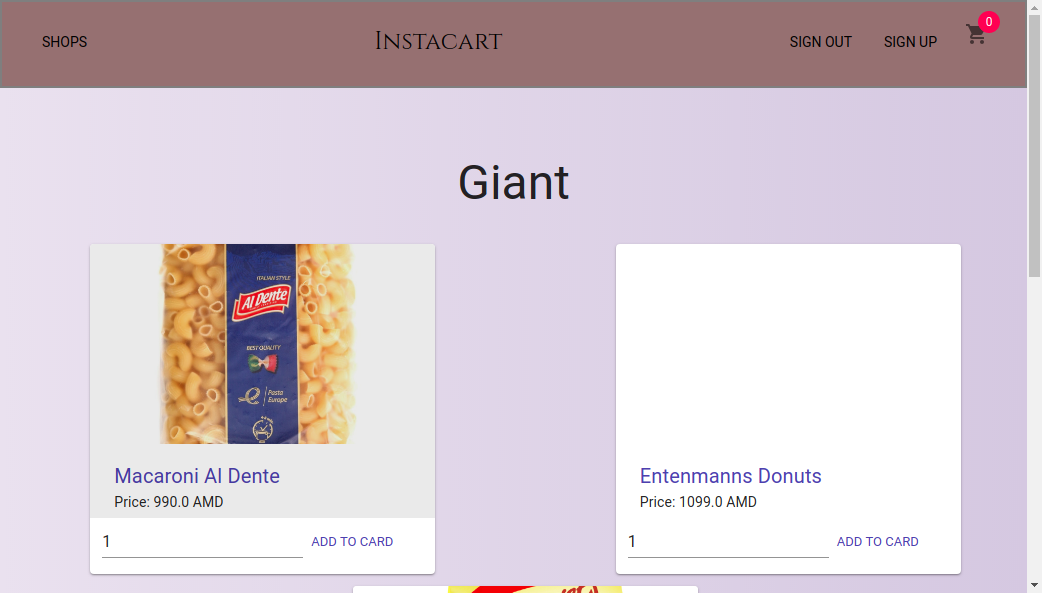 SHOPS
Instacart
SIGN OUT
SIGN UP
0
Giant
ITALIAN STYLE
Al Dente
BEST QUALITY
Pasta
Europe
Macaroni Al Dente
Price: 990.0 AMD
1
ADD TO CARD
Entenmanns Donuts
Price: 1099.0 AMD
1
ADD TO CARD